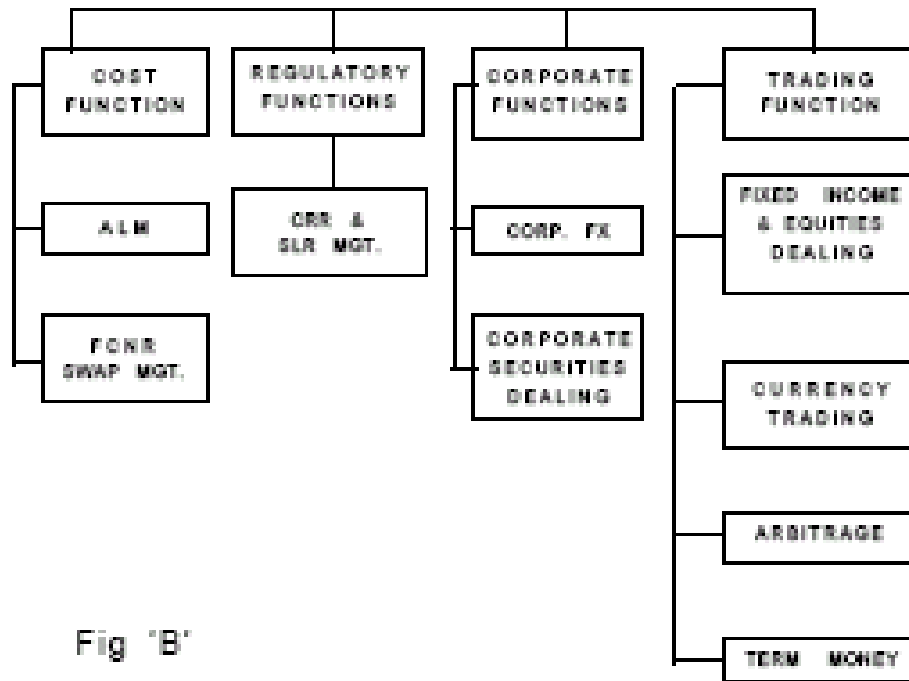 COST
FUNCTION
REGULATORY
FUNCTIONS
CORPORATE
FUNCTIONS
TRADING
FUNCTION
ALM
CRR &
SLR MGT.
CORP. FX
FIXED INCOME
& EQUITIES
DEALING
FCNR
SWAP MGT.
CORPORATE
SECURITIES
DEALING
CURRENCY
TRADING
ARBITRAGE
TERM MONEY
Fig 'B'